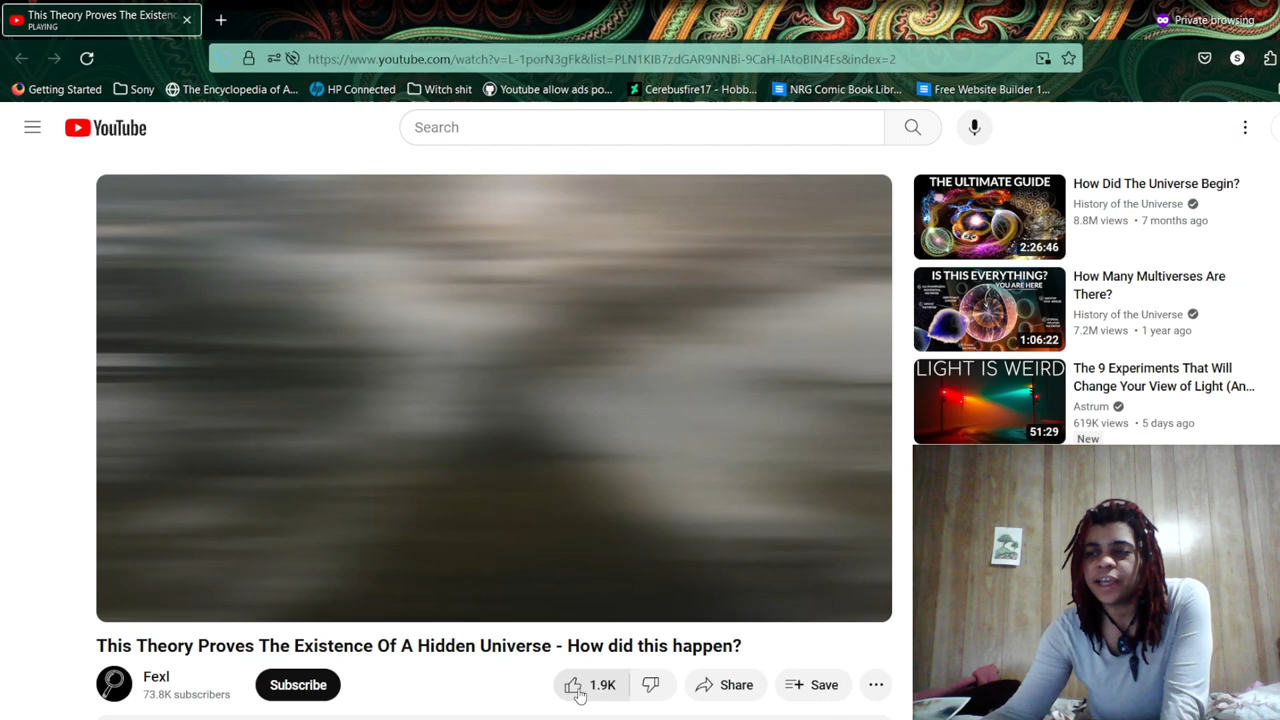 This Theory Proves The Existenc
PLAYING
Private browsing
https://www.youtube.com/watch?v=L-1porN3gFk&list=PLN1KIB7zdGAR9NNBi-9CaH-IAtoBIN4Es&index=2
S
Getting Started
Sony
The Encyclopedia of A...
HP Connected
Witch shit
Youtube allow ads po...
Cerebusfire17 - Hobb...
NRG Comic Book Libr...
Free Website Builder 1...
YouTube
Search
THE ULTIMATE GUIDE
2:26:46
How Did The Universe Begin?
History of the Universe
8.8M views • 7 months ago
IS THIS EVERYTHING?
YOU ARE HERE
1:06:22
How Many Multiverses Are
There?
History of the Universe
7.2M views • 1 year ago
LIGHT IS WEIRD
51:29
The 9 Experiments That Will
Change Your View of Light (An...
Astrum
619K views • 5 days ago
New
This Theory Proves The Existence Of A Hidden Universe - How did this happen?
Fexl
73.8K subscribers
Subscribe
1.9K
Share
Save